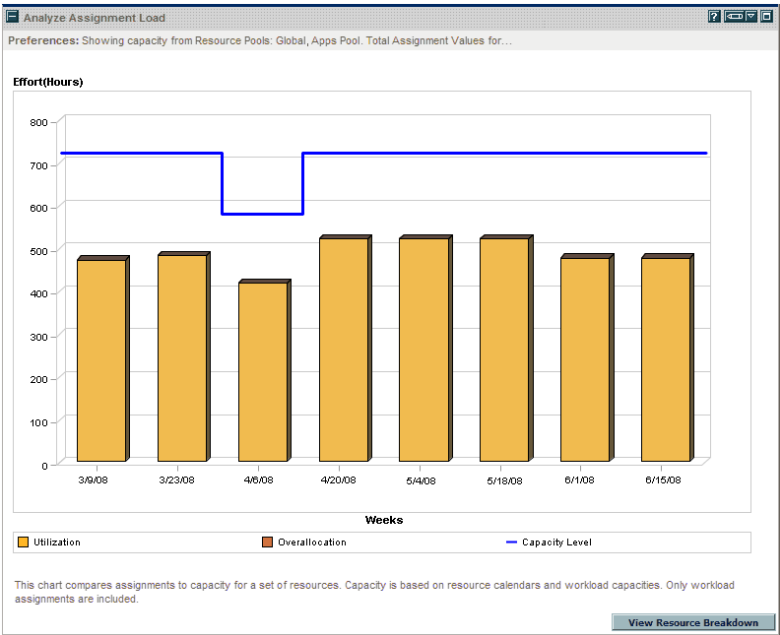 Analyze Assignment Load
?
Preferences: Showing capacity from Resource Pools: Global, Apps Pool. Total Assignment Values for...
Effort(Hours)
800
700
600
500
400
300
200
100
0
3/9/08 3/23/08 4/6/08 4/20/08 5/4/08 5/18/08 6/1/08 6/15/08
Weeks
Utilization Overallocation Capacity Level
This chart compares assignments to capacity for a set of resources. Capacity is based on resource calendars and workload capacities. Only workload
assignments are included.
View Resource Breakdown